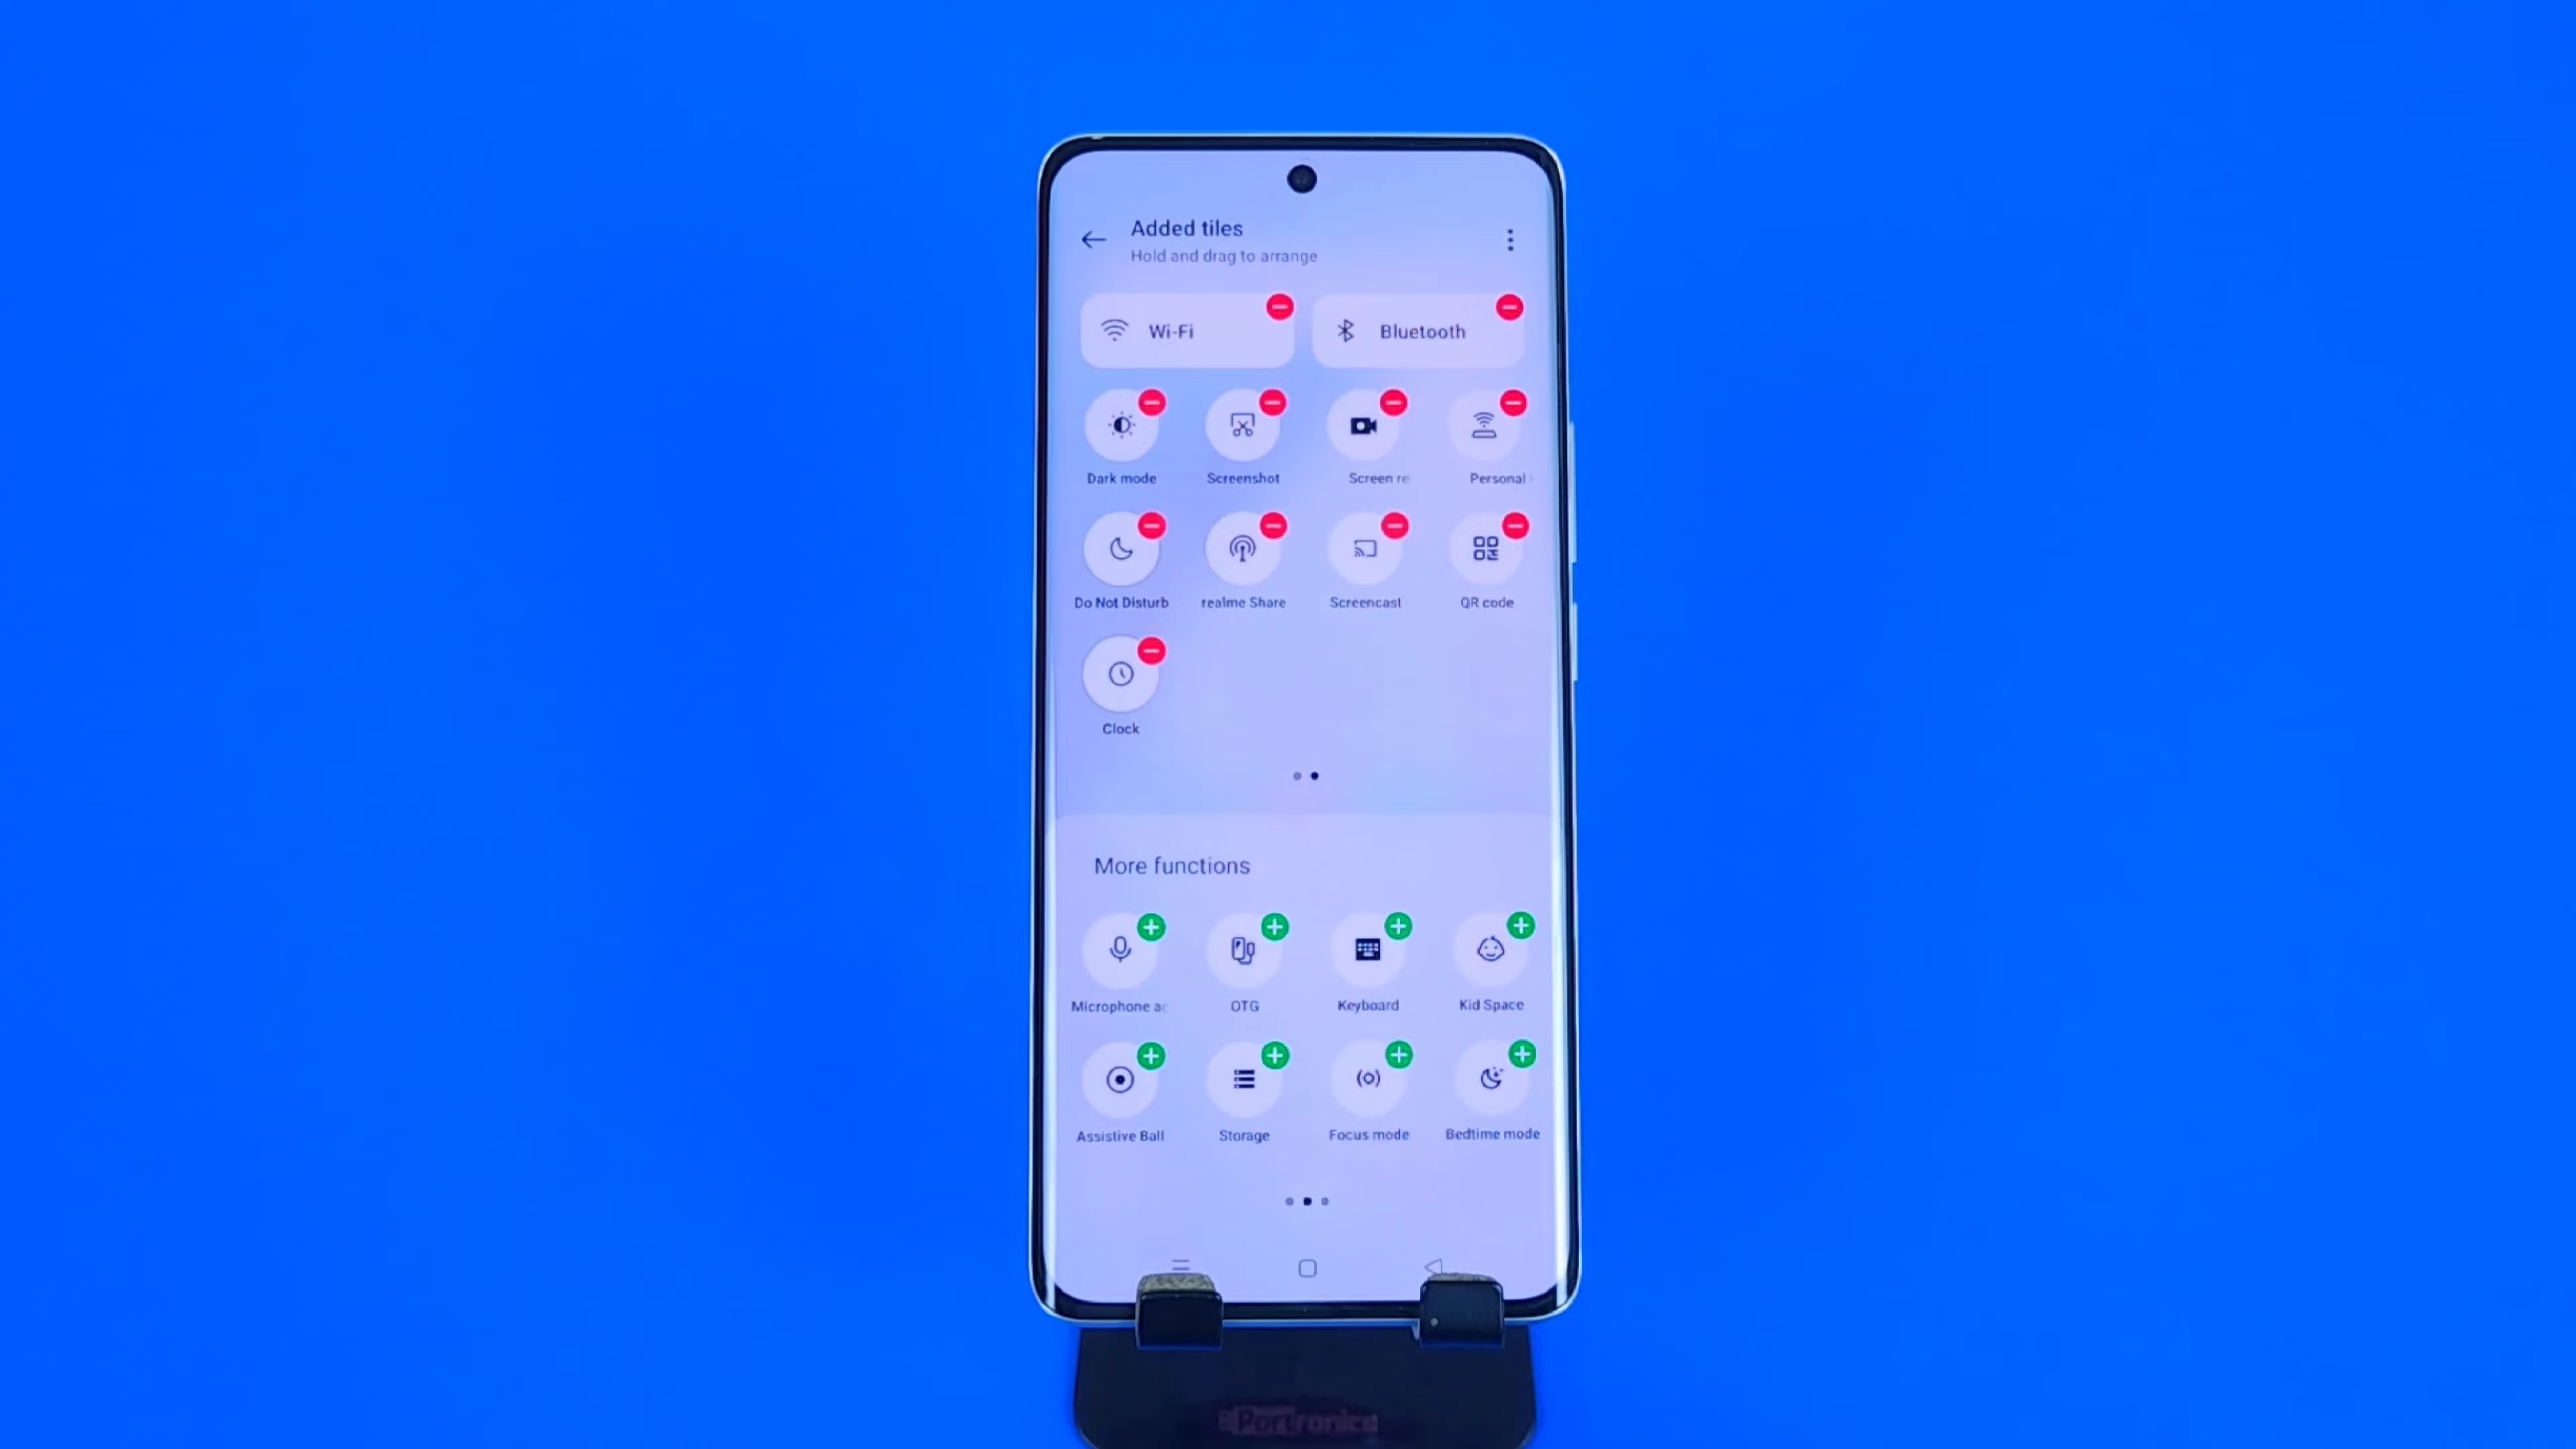 Added tiles
Hold and drag to arrange
Wi-Fi
Bluetooth
Dark mode
Screenshot
Screen re
Personal
Do Not Disturb
realme Share
Screencast
QR code
Clock
More functions
Microphone ac
OTG
Keyboard
Kid Space
Assistive Ball
Storage
Focus mode
Bedtime mode
Portronics